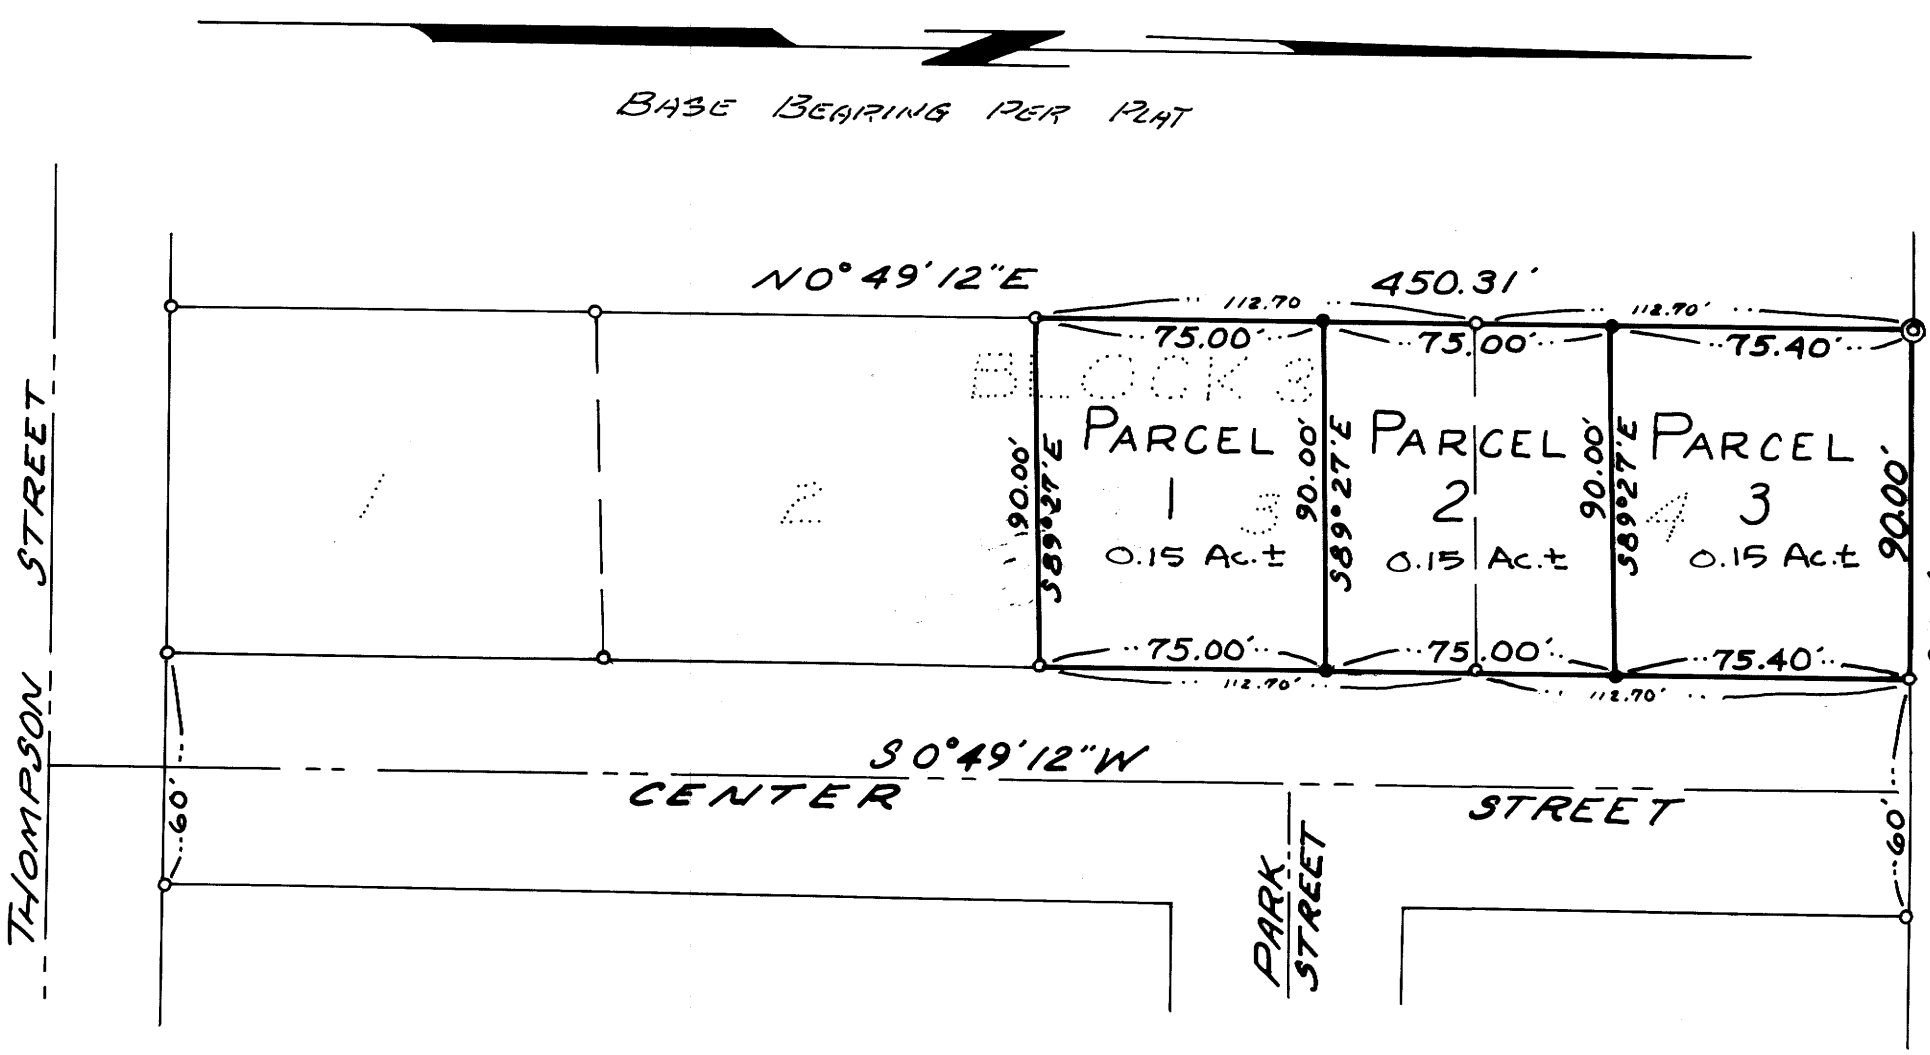 BASE BEARING PER PLAT
N 0° 49' 12" E
450.31'
112.70
112.70'
75.00'
75.00'
75.40'
BLOCK 3
1
2
3
4
PARCEL
1
0.15 Ac.±
PARCEL
2
0.15 Ac.±
PARCEL
3
0.15 Ac.±
90.00'
S89°27'E
90.00'
S89°27'E
90.00'
S89°27'E
90.00'
75.00'
75.00'
75.40'
112.70'
112.70'
S 0° 49' 12" W
CENTER STREET
60'
60'
THOMPSON STREET
PARK
STREET